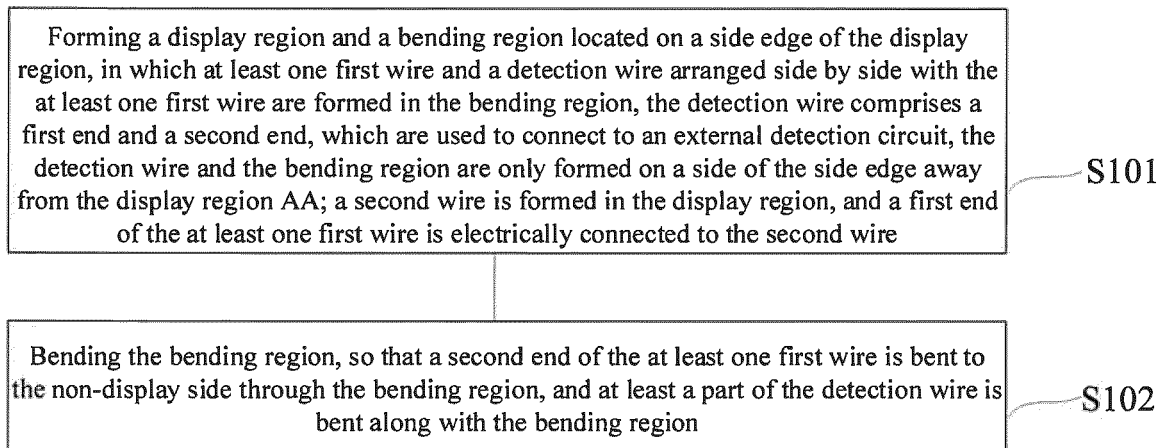 Forming a display region and a bending region located on a side edge of the display
region, in which at least one first wire and a detection wire arranged side by side with the
at least one first wire are formed in the bending region, the detection wire comprises a
first end and a second end, which are used to connect to an external detection circuit, the
detection wire and the bending region are only formed on a side of the side edge away
from the display region AA; a second wire is formed in the display region, and a first end
of the at least one first wire is electrically connected to the second wire
S101
Bending the bending region, so that a second end of the at least one first wire is bent to
the non-display side through the bending region, and at least a part of the detection wire is
bent along with the bending region
S102